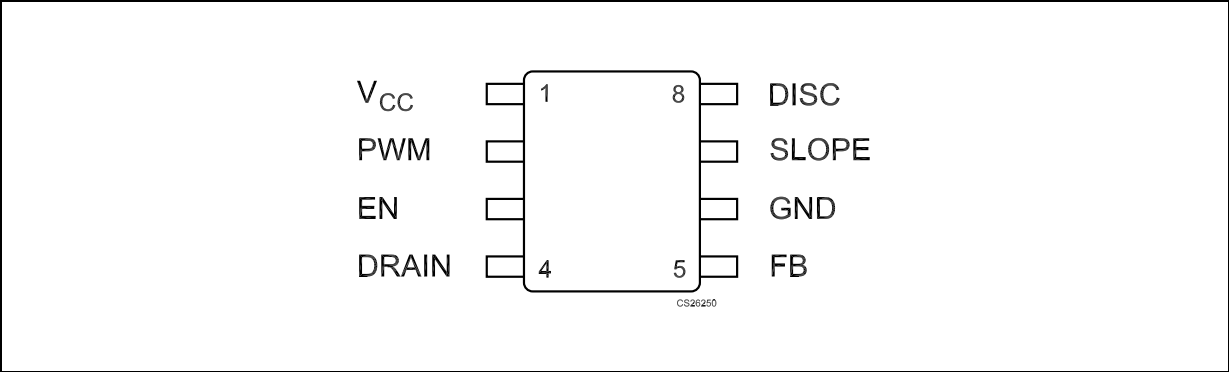 VCC 1 8 DISC
PWM SLOPE
EN GND
DRAIN 4 5 FB
CS26250